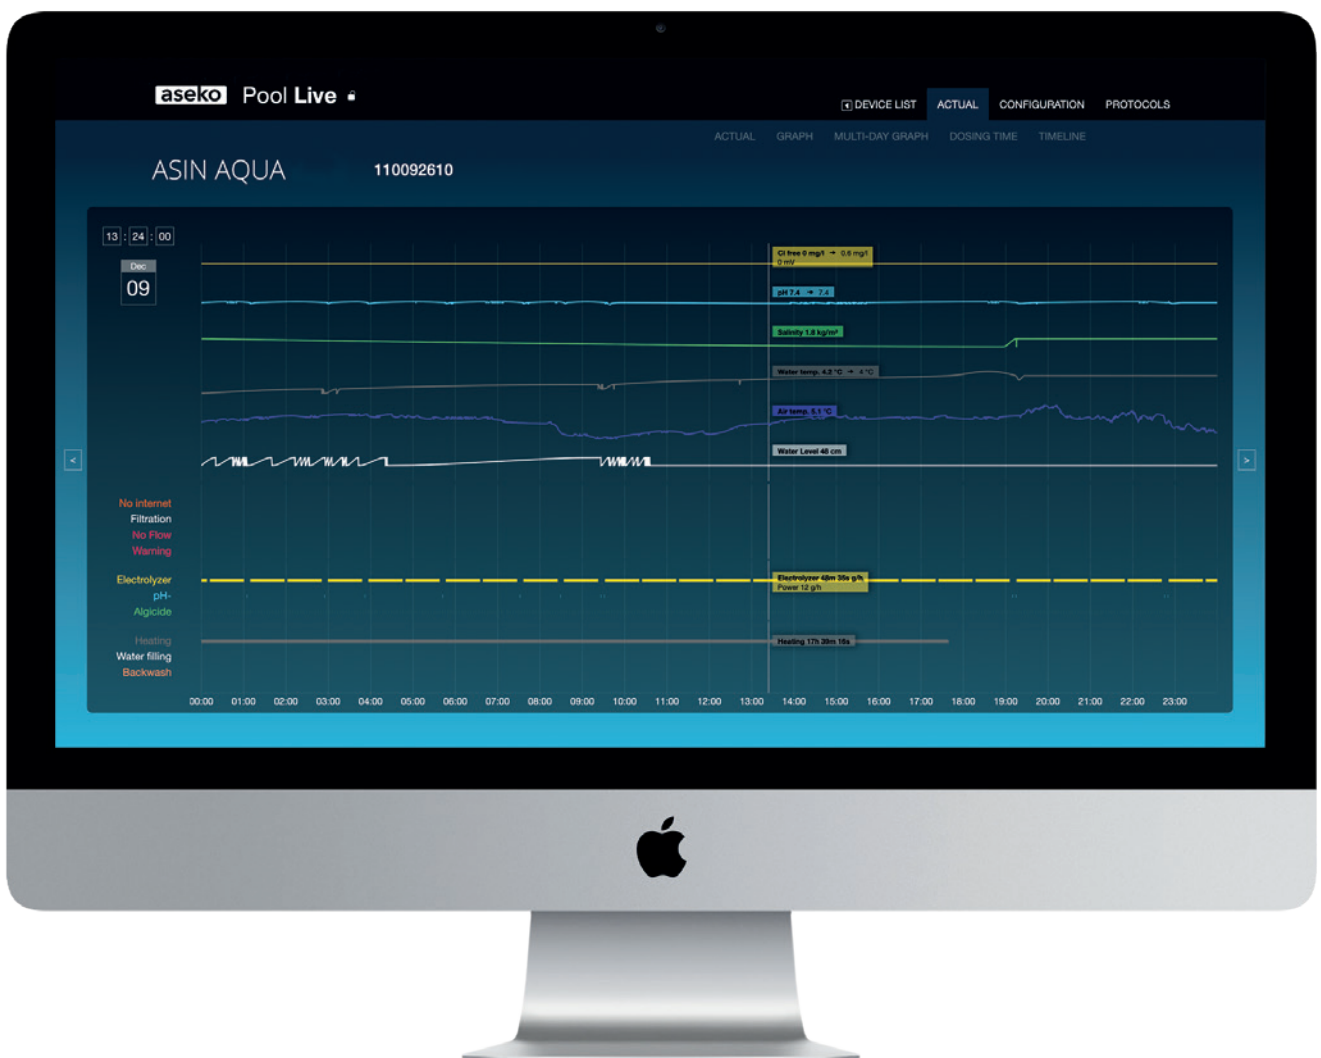 aseko Pool Live
DEVICE LIST ACTUAL CONFIGURATION PROTOCOLS
ACTUAL GRAPH MULTI-DAY GRAPH DOSING TIME TIMELINE
ASIN AQUA 110092610
13 : 24 : 00
Dec
09
Cl free 0 mg/l → 0.6 mg/l
0 mV
pH 7.4 → 7.4
Salinity 1.8 kg/m³
Water temp. 4.2 °C → 4 °C
Air temp. 5.1 °C
Water Level 48 cm
< >
No internet
Filtration
No Flow
Warning
Electrolyzer
pH-
Algicide
Electrolyzer 48m 35s g/h
Power 12 g/h
Heating
Water filling
Backwash
Heating 17h 39m 16s
00:00 01:00 02:00 03:00 04:00 05:00 06:00 07:00 08:00 09:00 10:00 11:00 12:00 13:00 14:00 15:00 16:00 17:00 18:00 19:00 20:00 21:00 22:00 23:00